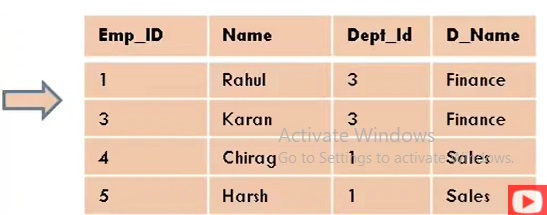 Emp_ID Name Dept_Id D_Name
1 Rahul 3 Finance
3 Karan 3 Finance
Activate Windows
4 Chirag 1 Sales
Go to Settings to activate Windows.
5 Harsh 1 Sales